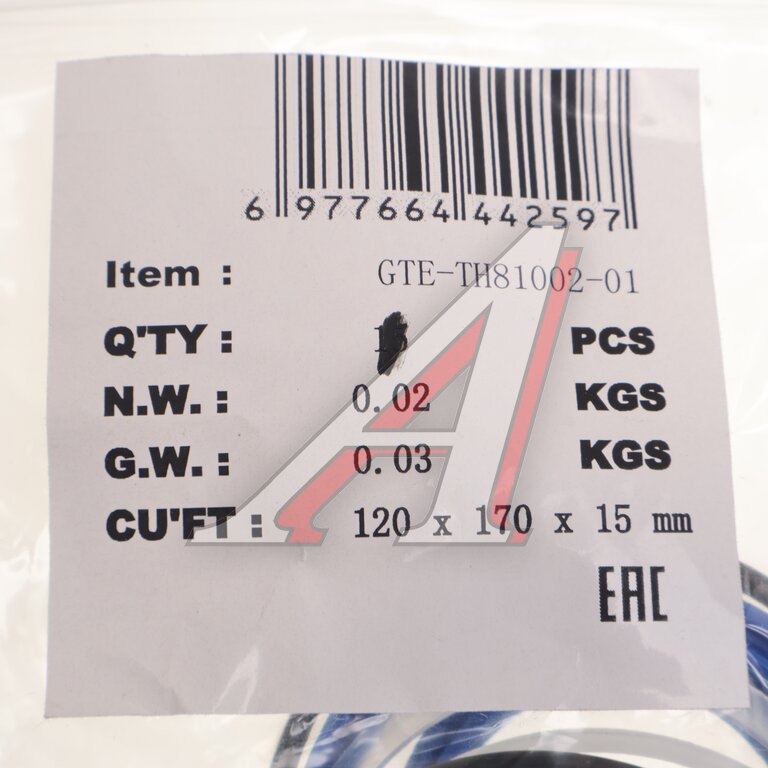 6 977664 442597
Item : GTE-TH81002-01
Q'TY : PCS
N.W. : 0.02 KGS
G.W. : 0.03 KGS
CU'FT : 120 x 170 x 15 mm
EAC